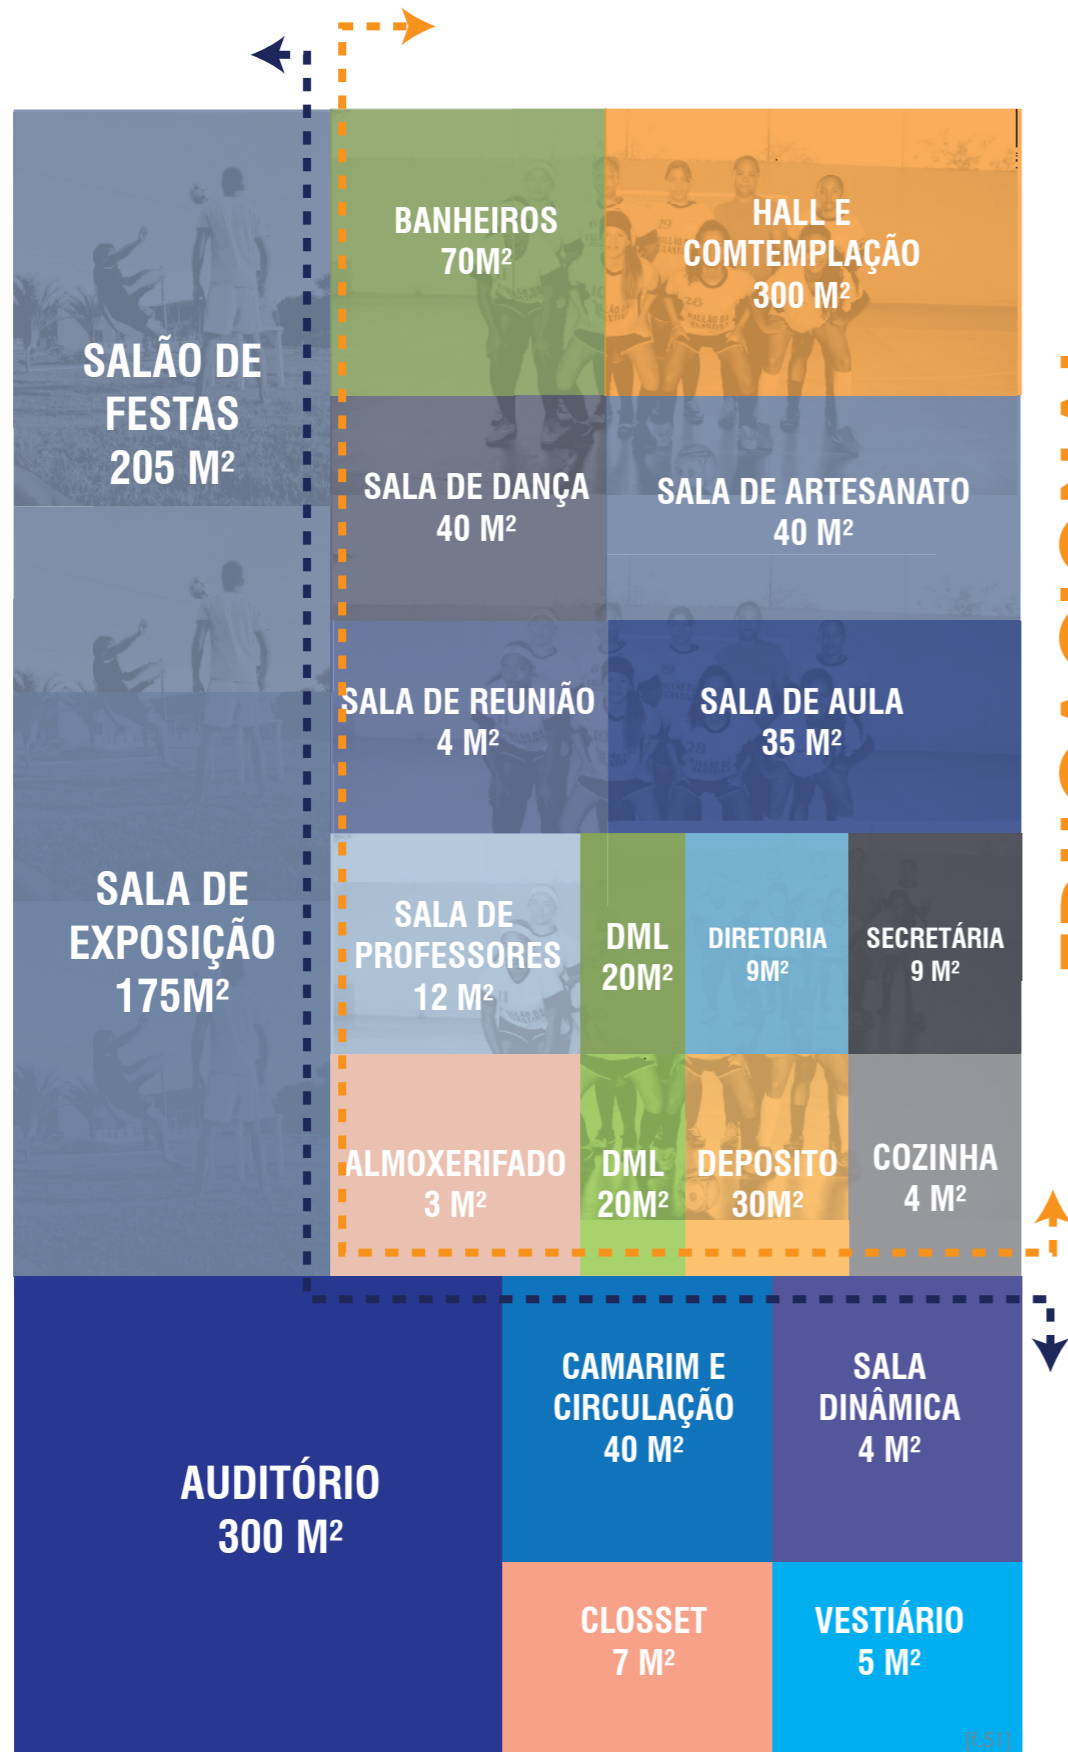 BANHEIROS
70M²
HALL E
COMTEMPLAÇÃO
300 M²
SALÃO DE
FESTAS
205 M²
SALA DE DANÇA
40 M²
SALA DE ARTESANATO
40 M²
SALA DE REUNIÃO
4 M²
SALA DE AULA
35 M²
SALA DE
EXPOSIÇÃO
175M²
SALA DE
PROFESSORES
12 M²
DML
20M²
DIRETORIA
9M²
SECRETÁRIA
9 M²
ALMOXERIFADO
3 M²
DML
20M²
DEPOSITO
30M²
COZINHA
4 M²
AUDITÓRIO
300 M²
CAMARIM E
CIRCULAÇÃO
40 M²
SALA
DINÂMICA
4 M²
CLOSSET
7 M²
VESTIÁRIO
5 M²
[f.51]